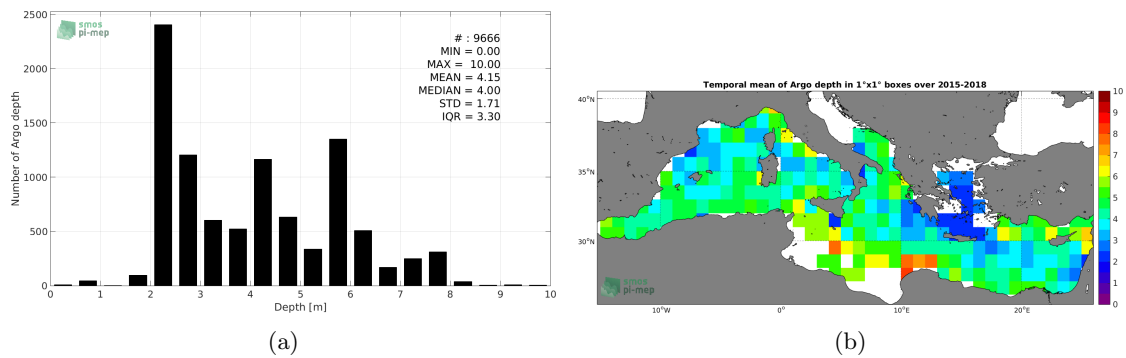 smos
pi-mep
# : 9666
MIN = 0.00
MAX = 10.00
MEAN = 4.15
MEDIAN = 4.00
STD = 1.71
IQR = 3.30
Number of Argo depth
2500
2000
1500
1000
500
0
0 1 2 3 4 5 6 7 8 9 10
Depth [m]
(a)
Temporal mean of Argo depth in 1°x1° boxes over 2015-2018
40°N
35°N
30°N
10°W 0° 10°E 20°E
smos
pi-mep
10
9
8
7
6
5
4
3
2
1
0
(b)